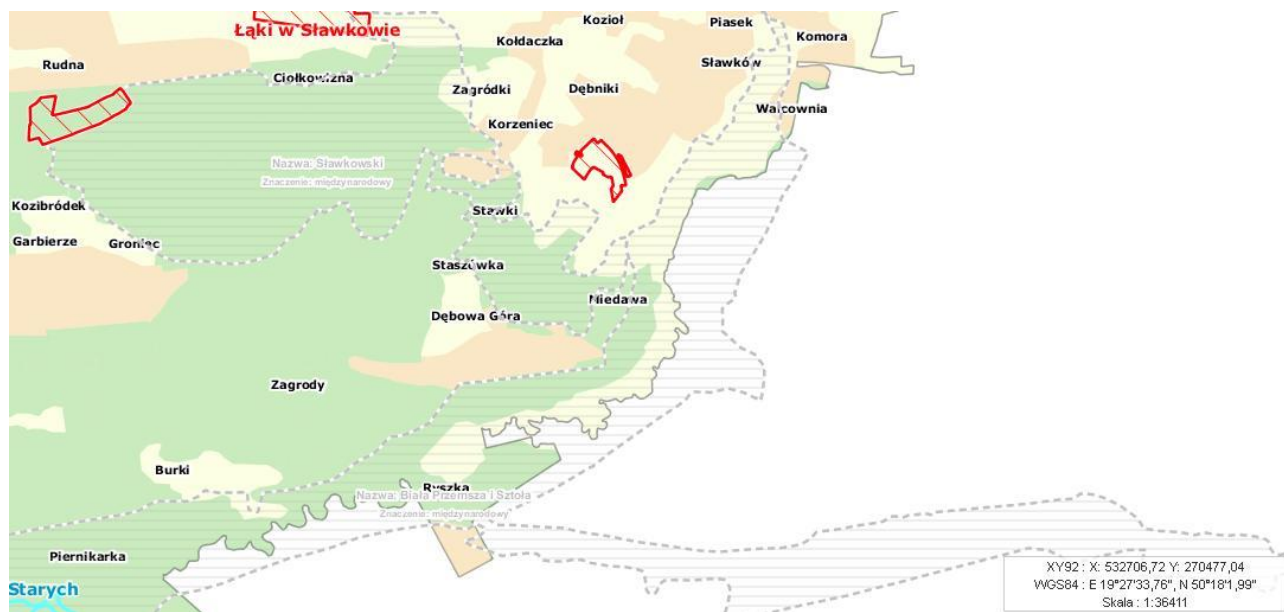 Łąki w Sławkowie
Kozioł
Piasek
Kołdaczka
Komora
Rudna
Sławków
Ciołkowizna
Zagródki
Dębniki
Walcownia
Korzeniec
Nazwa: Sławkowski
Znaczenie: międzynarodowy
Kozibródek
Stawki
Garbierze
Groniec
Staszówka
Niedawa
Dębowa Góra
Zagrody
Burki
Ryszka
Nazwa: Biała Przemsza i Sztoła
Znaczenie: międzynarodowy
Piernikarka
Starych
XY92 : X: 532706,72 Y: 270477,04
WGS84 : E 19°27'33,76", N 50°18'1,99"
Skala : 1:36411